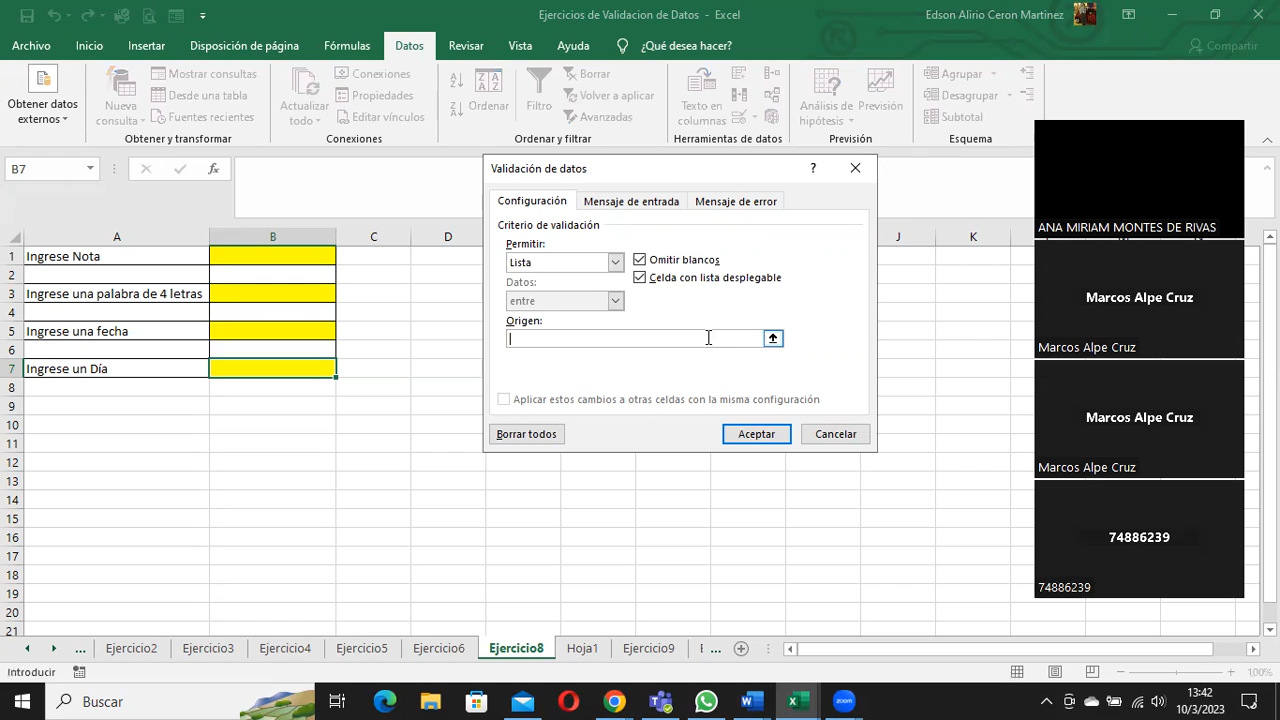 Ejercicios de Validacion de Datos - Excel
Edson Alirio Ceron Martinez
Archivo Inicio Insertar Disposición de página Fórmulas Datos Revisar Vista Ayuda ¿Qué desea hacer? Compartir
Obtener datos externos
Nueva consulta
Mostrar consultas
Desde una tabla
Fuentes recientes
Obtener y transformar
Actualizar todo
Conexiones
Propiedades
Editar vínculos
Conexiones
Ordenar
Filtro
Borrar
Volver a aplicar
Avanzadas
Ordenar y filtrar
Texto en columnas
Herramientas de datos
Análisis de hipótesis
Previsión
Previsión
Agrupar
Desagrupar
Subtotal
Esquema
B7
fx
A B C D J K
1 Ingrese Nota
2
3 Ingrese una palabra de 4 letras
4
5 Ingrese una fecha
6
7 Ingrese un Día
8
9
10
11
12
13
14
15
16
17
18
19
20
21
Validación de datos
?
Configuración Mensaje de entrada Mensaje de error
Criterio de validación
Permitir:
Lista
Omitir blancos
Celda con lista desplegable
Datos:
entre
Origen:
Aplicar estos cambios a otras celdas con la misma configuración
Borrar todos Aceptar Cancelar
ANA MIRIAM MONTES DE RIVAS
Marcos Alpe Cruz
Marcos Alpe Cruz
Marcos Alpe Cruz
Marcos Alpe Cruz
74886239
74886239
... Ejercicio2 Ejercicio3 Ejercicio4 Ejercicio5 Ejercicio6 Ejercicio8 Hoja1 Ejercicio9 E ...
Introducir
100%
Buscar
zoom
13:42
10/3/2023